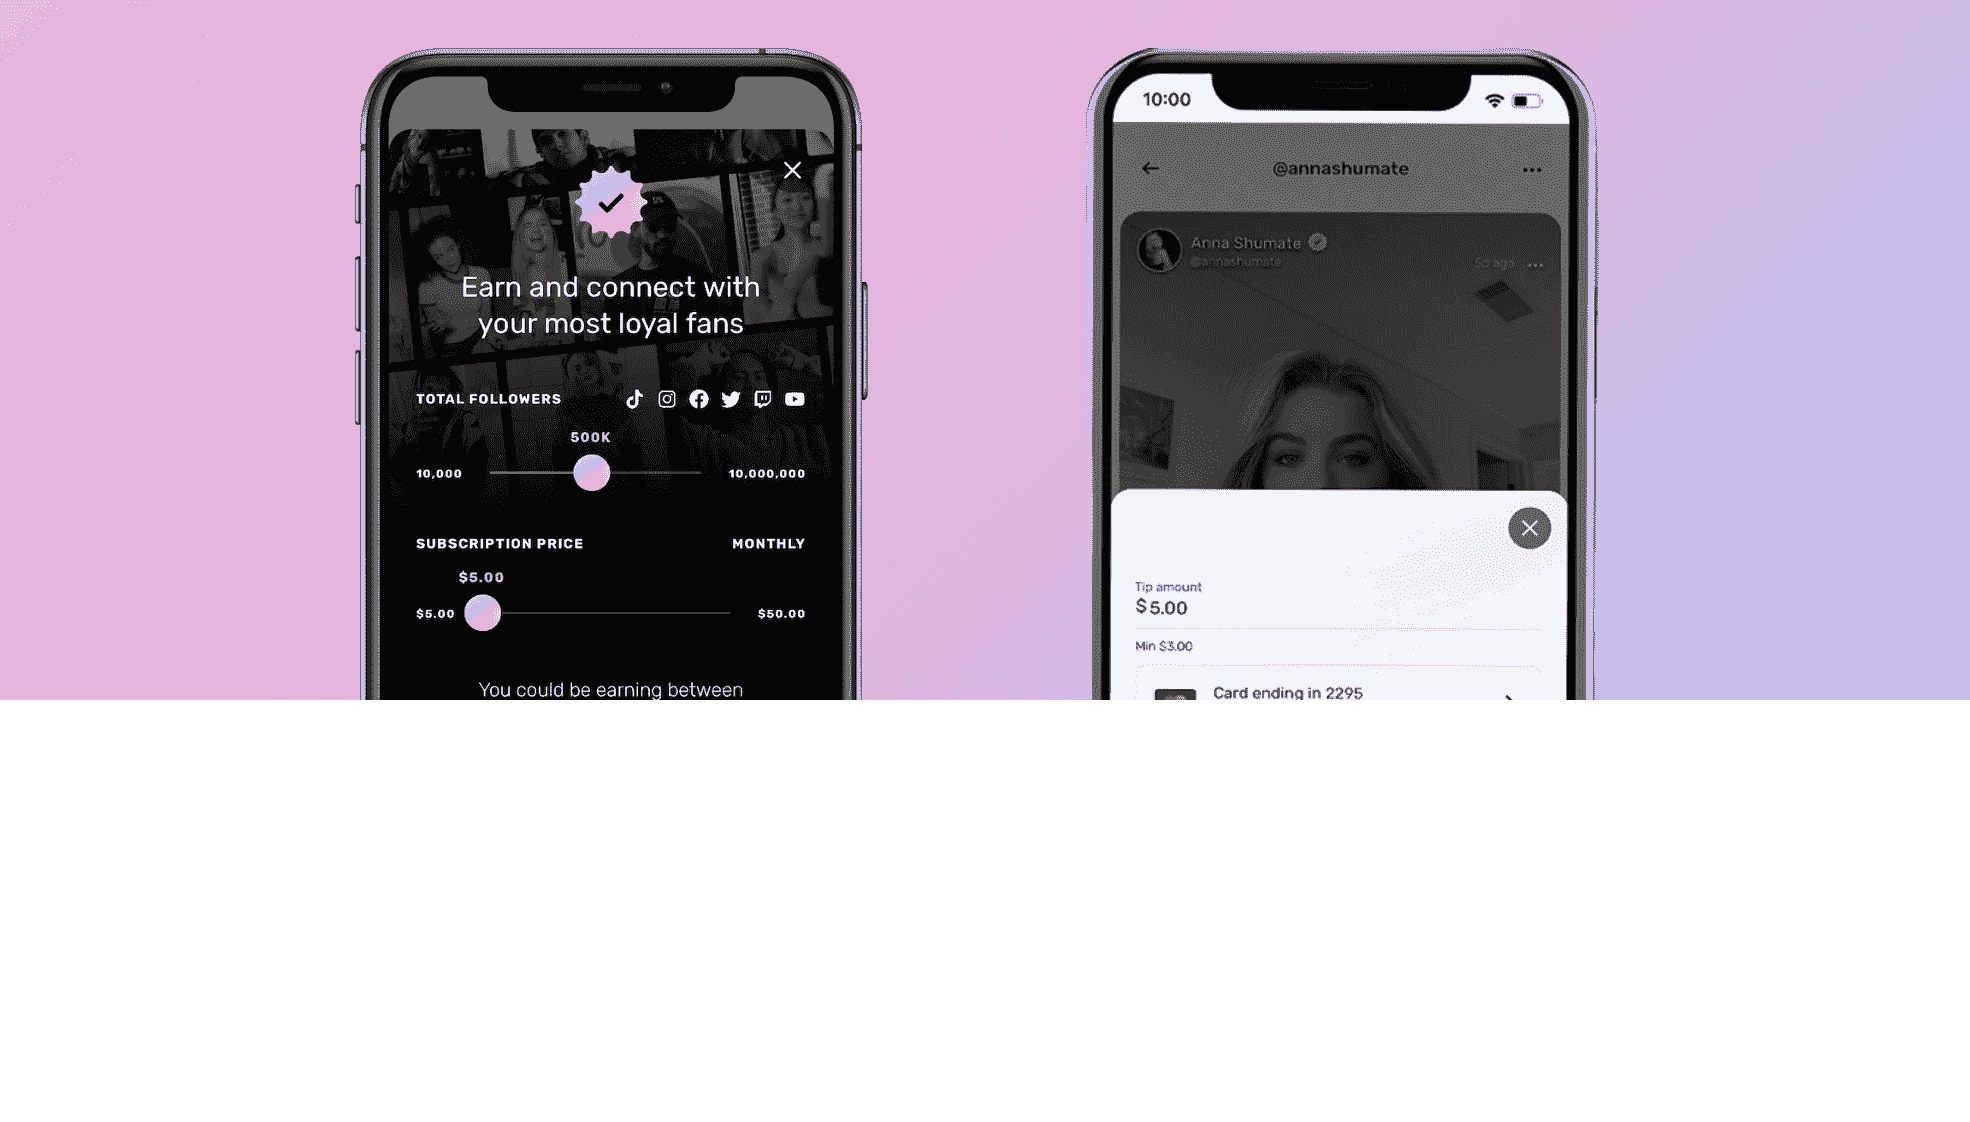 Earn and connect with
your most loyal fans
TOTAL FOLLOWERS
500K
10,000 10,000,000
SUBSCRIPTION PRICE MONTHLY
$5.00
$5.00 $50.00
You could be earning between
10:00
@annashumate
Anna Shumate
@annashumate
5d ago
Tip amount
$5.00
Min $3.00
Card ending in 2295